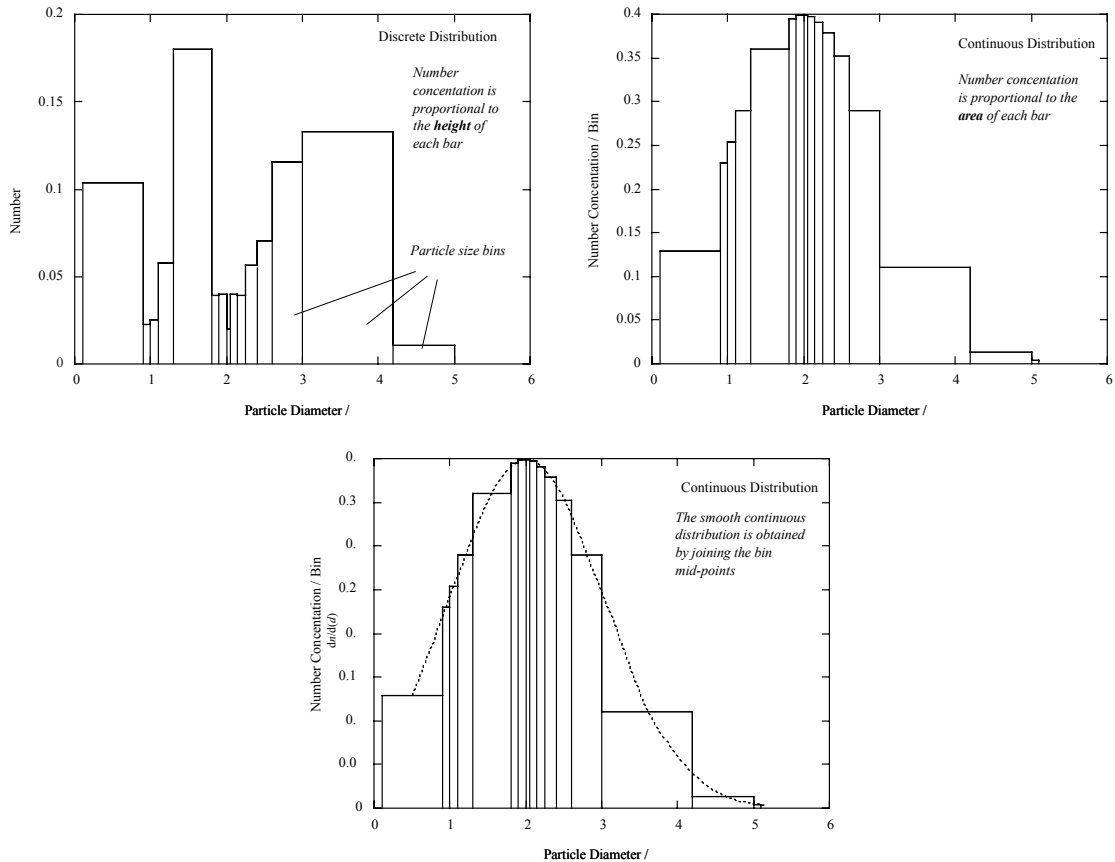 0.2
0.15
0.1
0.05
0
Number
Discrete Distribution
Number
concentation is
proportional to
the height of
each bar
Particle size bins
0 1 2 3 4 5 6
Particle Diameter /
0.4
0.35
0.3
0.25
0.2
0.15
0.1
0.05
0
Number Concentation / Bin
Continuous Distribution
Number concentation
is proportional to the
area of each bar
0 1 2 3 4 5 6
Particle Diameter /
0.
0.3
0.
0.2
0.
0.1
0.
0.0
0
Number Concentation / Bin
dn/d(d)
Continuous Distribution
The smooth continuous
distribution is obtained
by joining the bin
mid-points
0 1 2 3 4 5 6
Particle Diameter /